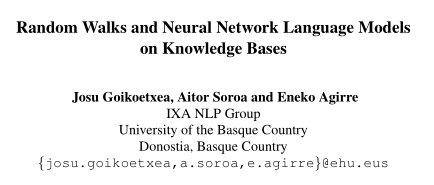 Random Walks and Neural Network Language Models
on Knowledge Bases
Josu Goikoetxea, Aitor Soroa and Eneko Agirre
IXA NLP Group
University of the Basque Country
Donostia, Basque Country
{josu.goikoetxea,a.soroa,e.agirre}@ehu.eus